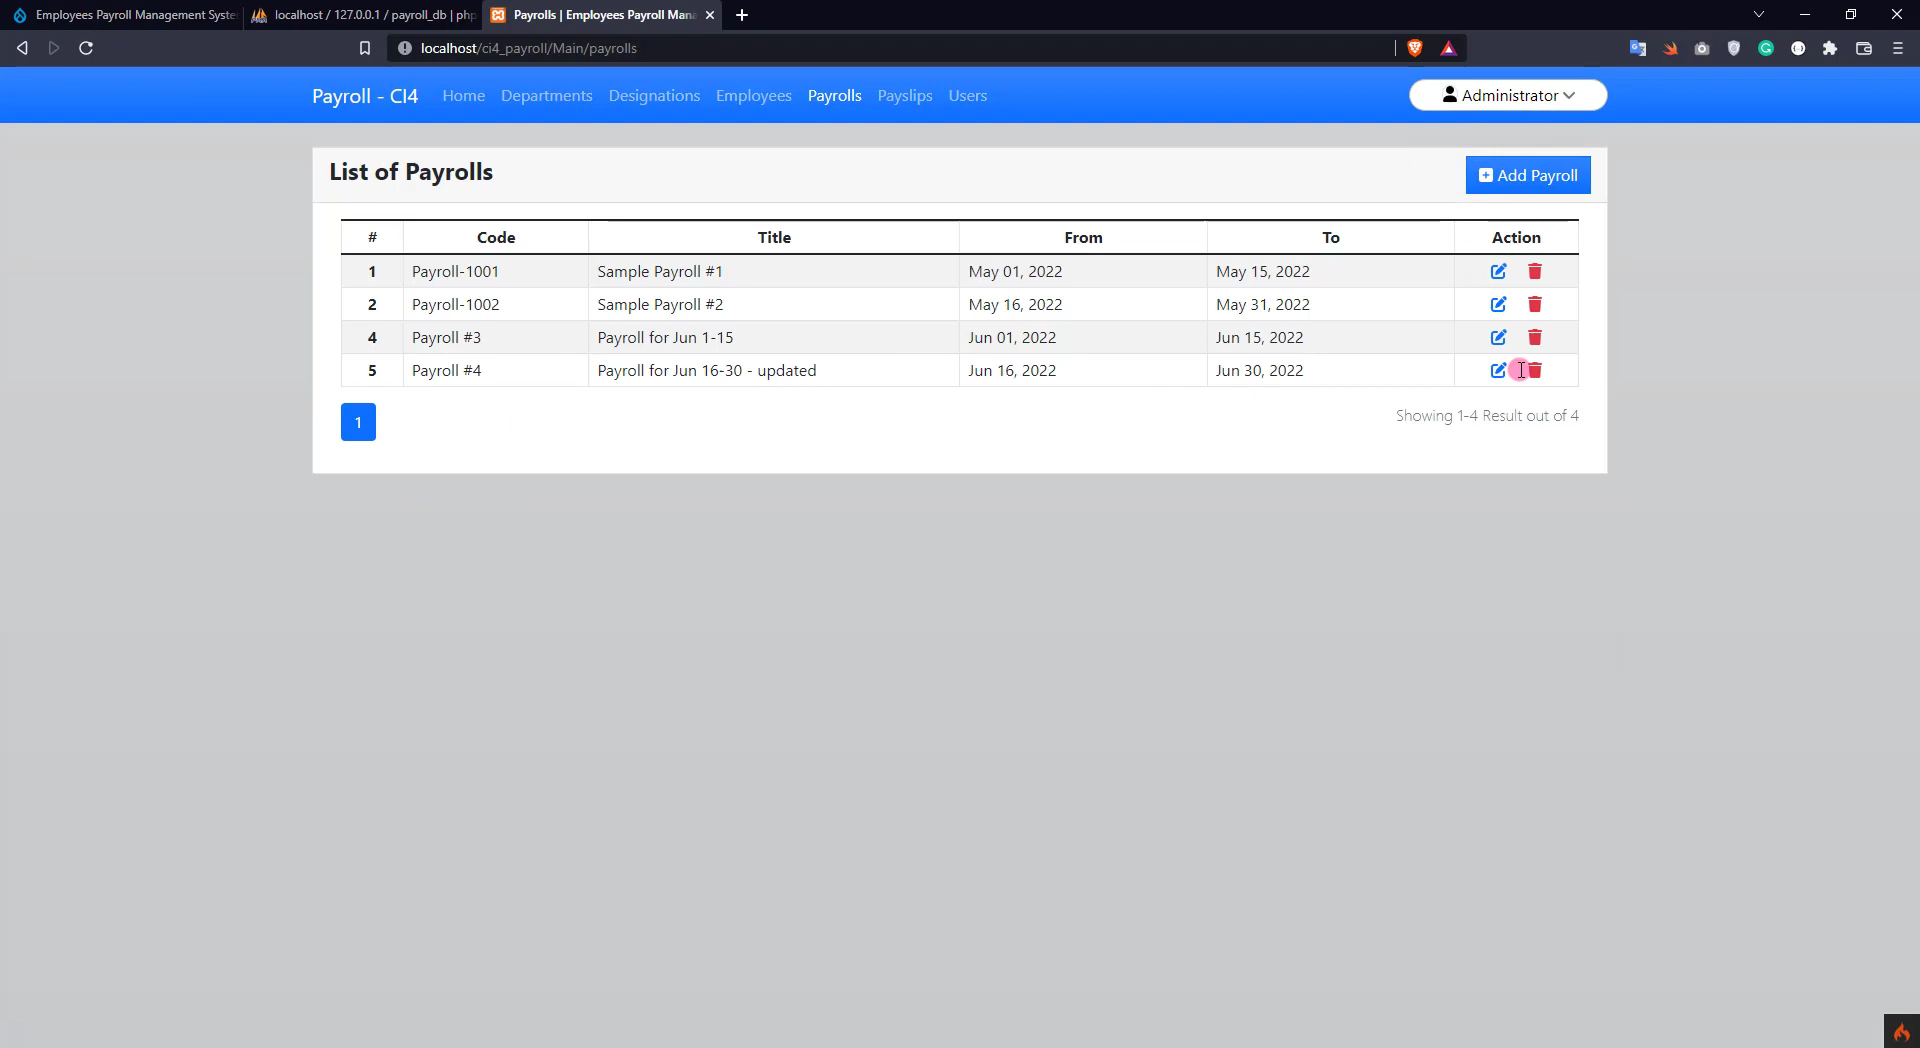 Employees Payroll Management Syste
localhost / 127.0.0.1 / payroll_db | php
Payrolls | Employees Payroll Mana
localhost/ci4_payroll/Main/payrolls
Payroll - CI4 Home Departments Designations Employees Payrolls Payslips Users Administrator
List of Payrolls
Add Payroll
# Code Title From To Action
1 Payroll-1001 Sample Payroll #1 May 01, 2022 May 15, 2022
2 Payroll-1002 Sample Payroll #2 May 16, 2022 May 31, 2022
4 Payroll #3 Payroll for Jun 1-15 Jun 01, 2022 Jun 15, 2022
5 Payroll #4 Payroll for Jun 16-30 - updated Jun 16, 2022 Jun 30, 2022
1
Showing 1-4 Result out of 4